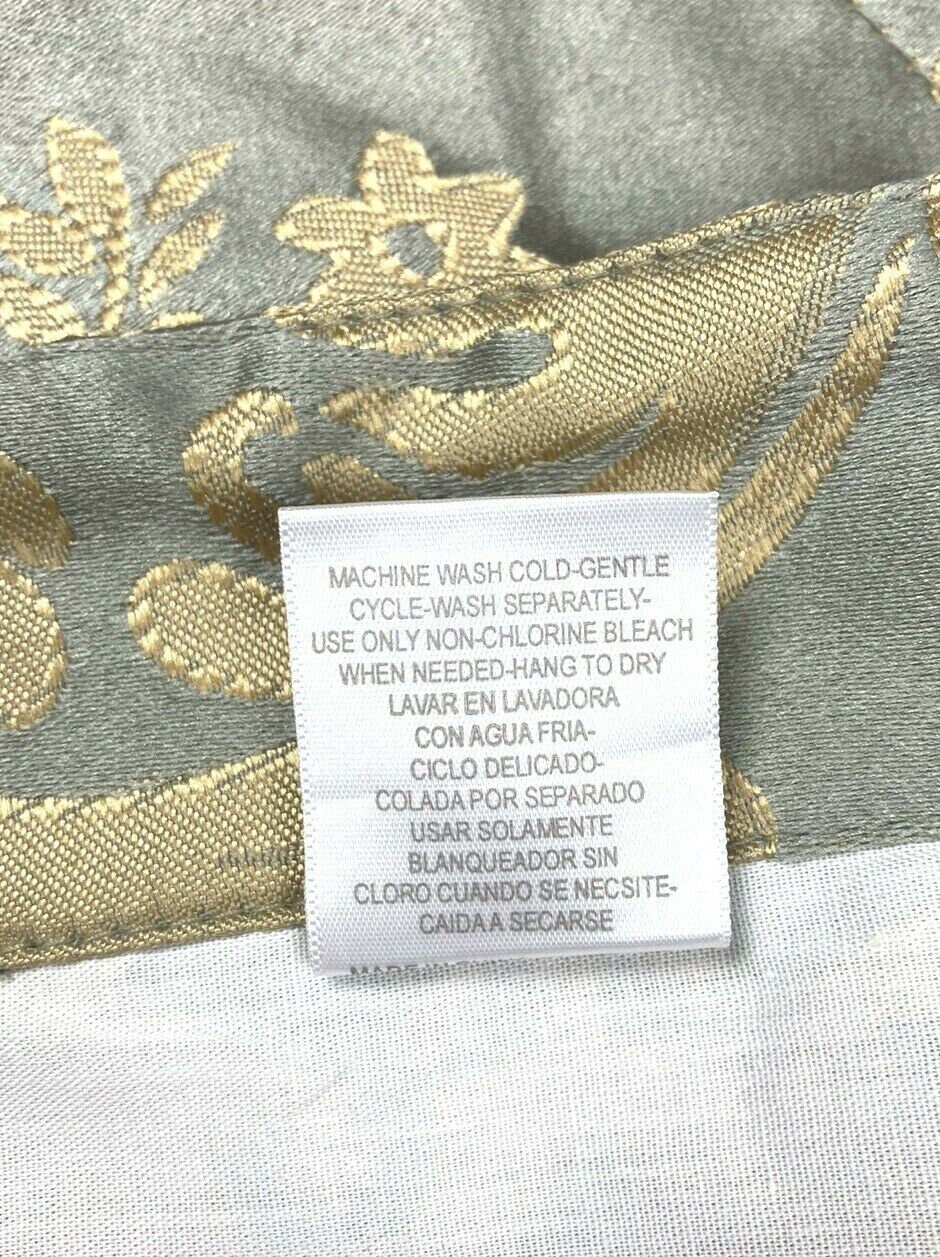 MACHINE WASH COLD-GENTLE
CYCLE-WASH SEPARATELY-
USE ONLY NON-CHLORINE BLEACH
WHEN NEEDED-HANG TO DRY
LAVAR EN LAVADORA
CON AGUA FRIA-
CICLO DELICADO-
COLADA POR SEPARADO
USAR SOLAMENTE
BLANQUEADOR SIN
CLORO CUANDO SE NECSITE-
CAIDA A SECARSE